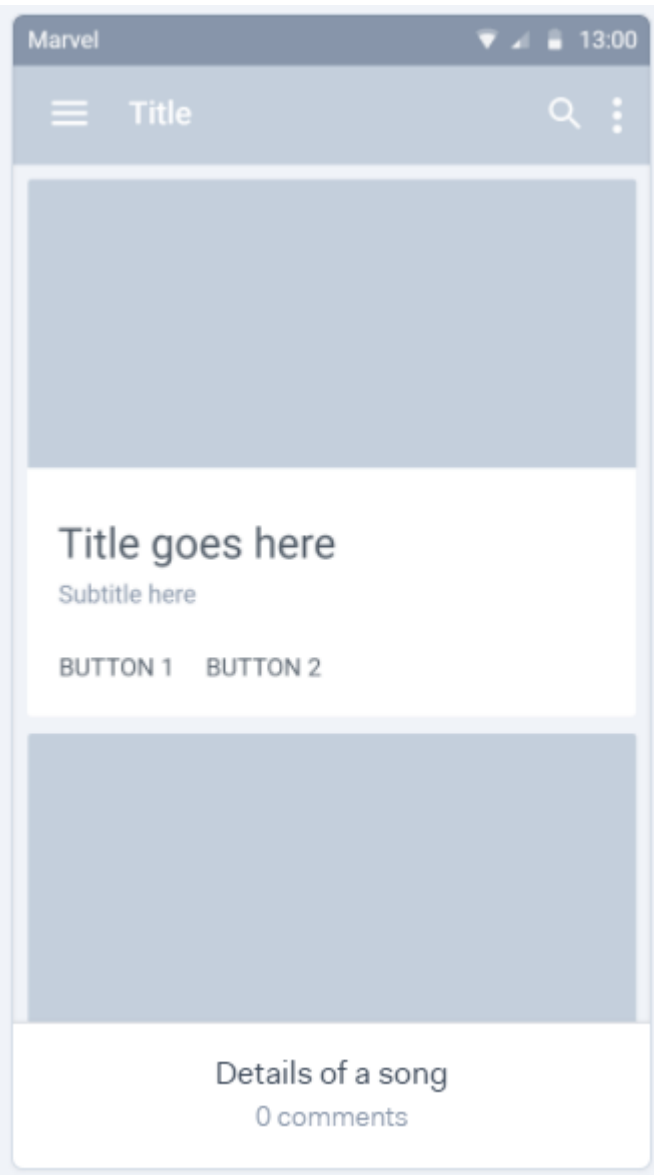 Marvel 13:00
Title
Title goes here
Subtitle here
BUTTON 1 BUTTON 2
Details of a song
0 comments